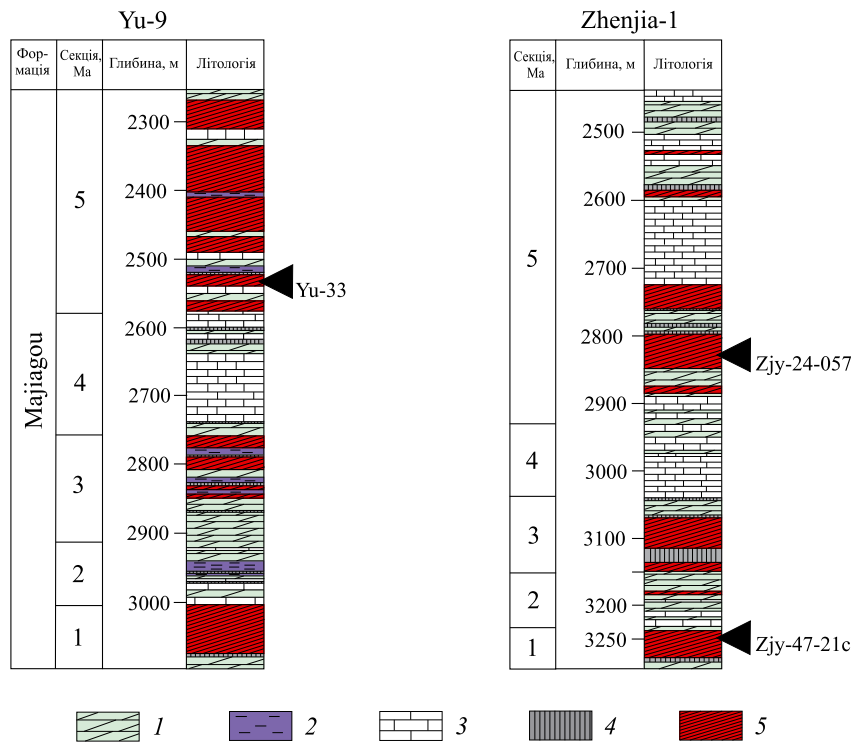 Yu-9
Фор-
мація
Секція,
Ма
Глибина, м
Літологія
2300
2400
2500
2600
2700
2800
2900
3000
Majiagou
5
4
3
2
1
Yu-33
Zhenjia-1
Секція,
Ма
Глибина, м
Літологія
2500
2600
2700
2800
2900
3000
3100
3200
3250
5
4
3
2
1
Zjy-24-057
Zjy-47-21c
1
2
3
4
5